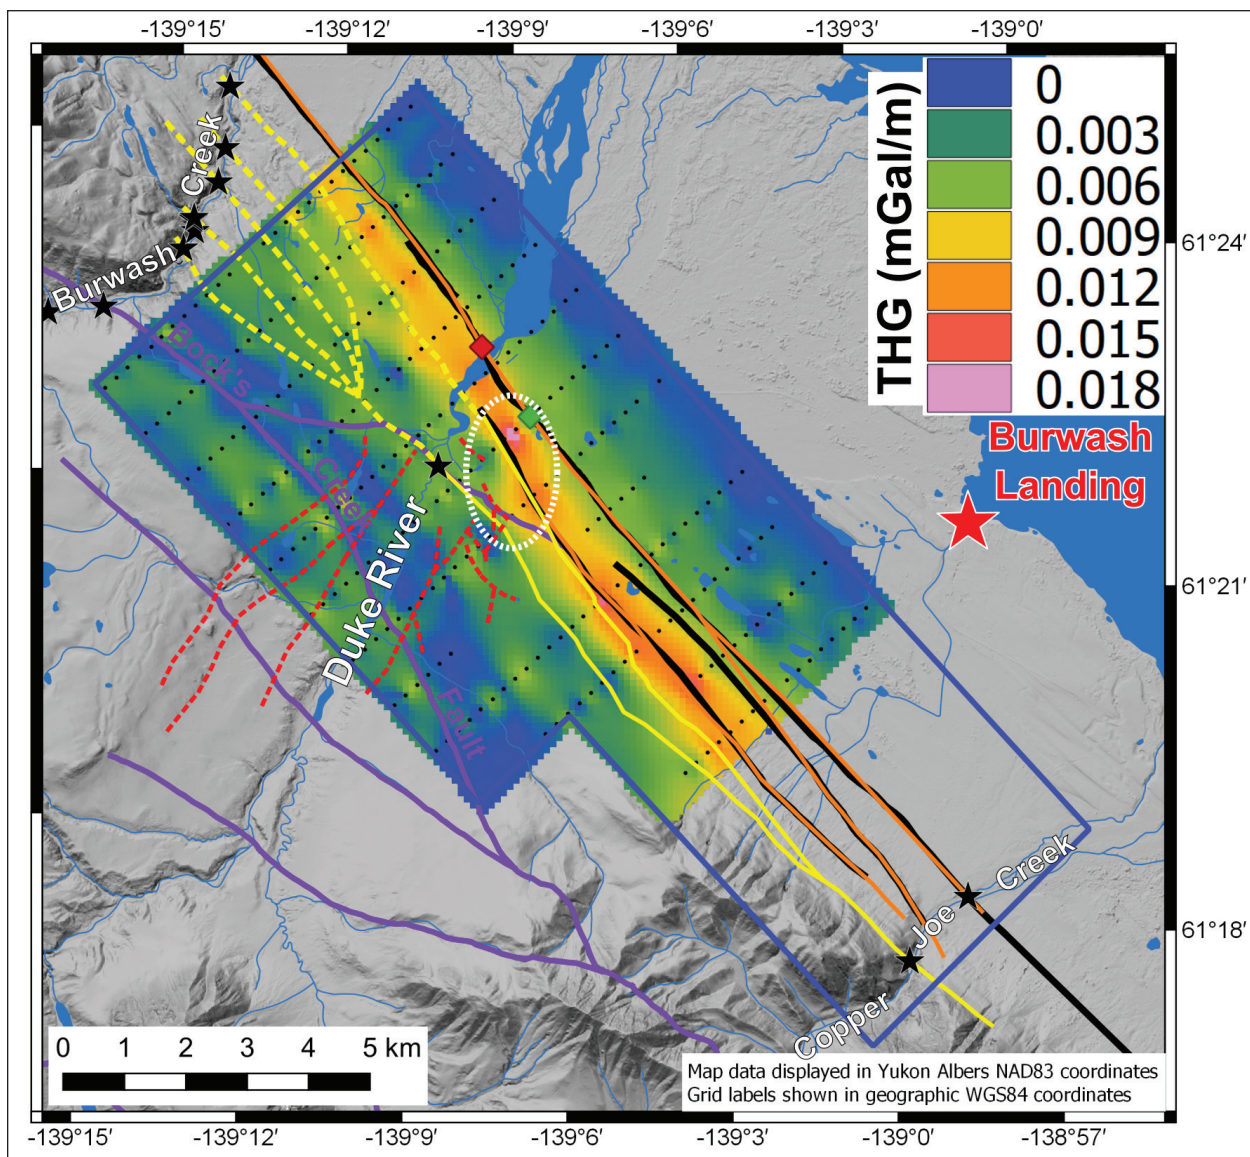 -139°15′
-139°12′
-139°9′
-139°6′
-139°3′
-139°0′
THG (mGal/m)
0
0.003
0.006
0.009
0.012
0.015
0.018
61°24′
61°21′
61°18′
Burwash
Landing
Burwash
Creek
Bock's
Creek
Fault
Duke River
Copper
Joe
Creek
0 1 2 3 4 5 km
Map data displayed in Yukon Albers NAD83 coordinates
Grid labels shown in geographic WGS84 coordinates
-139°15′
-139°12′
-139°9′
-139°6′
-139°3′
-139°0′
-138°57′